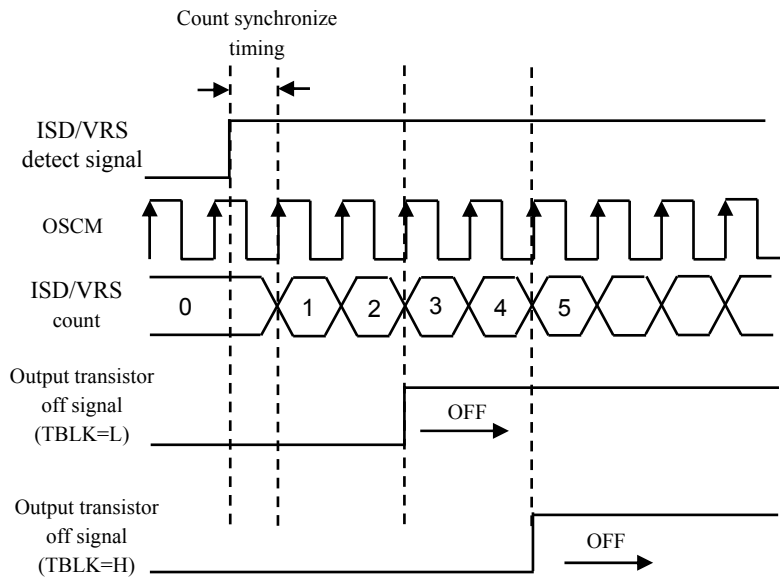 Count synchronize
timing
ISD/VRS
detect signal
OSCM
ISD/VRS
count
0 1 2 3 4 5
Output transistor
off signal
(TBLK=L)
OFF
Output transistor
off signal
(TBLK=H)
OFF